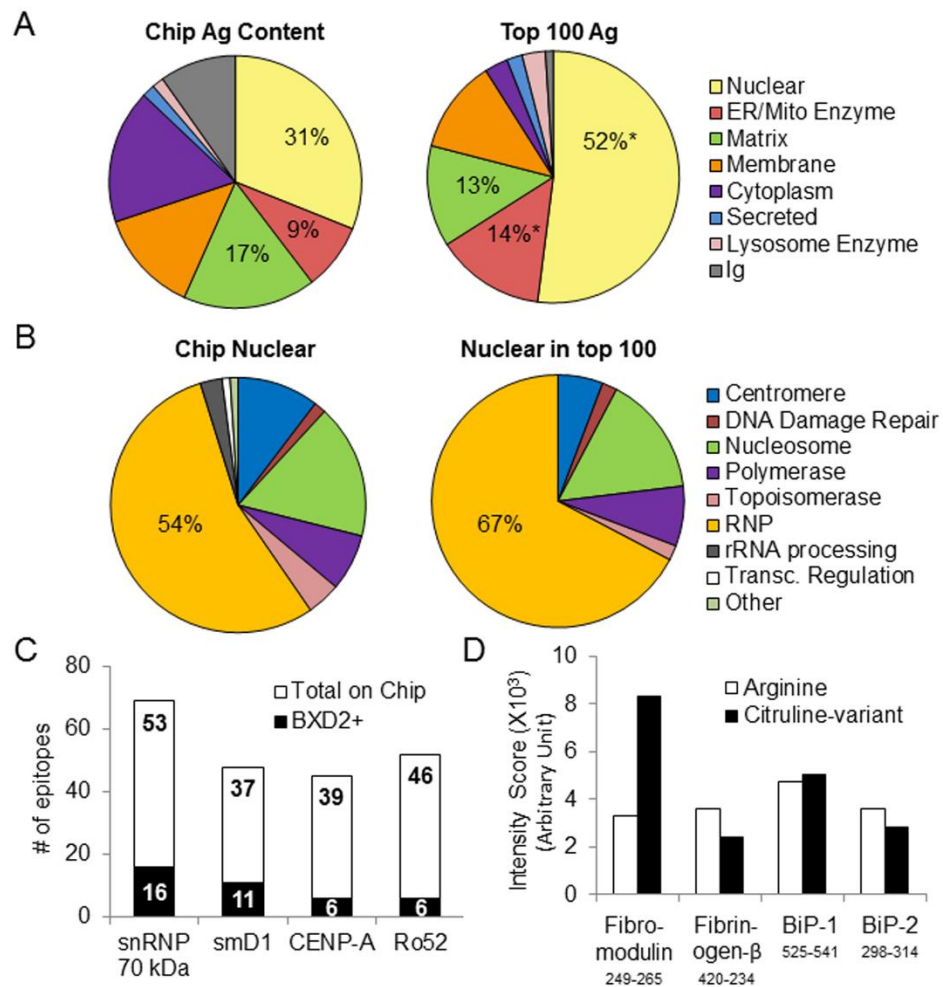 A
Chip Ag Content
Top 100 Ag
31%
9%
17%
52%*
14%*
13%
Nuclear
ER/Mito Enzyme
Matrix
Membrane
Cytoplasm
Secreted
Lysosome Enzyme
Ig
B
Chip Nuclear
Nuclear in top 100
54%
67%
Centromere
DNA Damage Repair
Nucleosome
Polymerase
Topoisomerase
RNP
rRNA processing
Transc. Regulation
Other
C
# of epitopes
80
60
40
20
0
Total on Chip
BXD2+
53
37
39
46
16
11
6
6
snRNP
70 kDa
smD1
CENP-A
Ro52
D
Intensity Score (X10³)
(Arbitrary Unit)
10
8
6
4
2
0
Arginine
Citruline-variant
Fibro-
modulin
249-265
Fibrin-
ogen-β
420-234
BiP-1
525-541
BiP-2
298-314